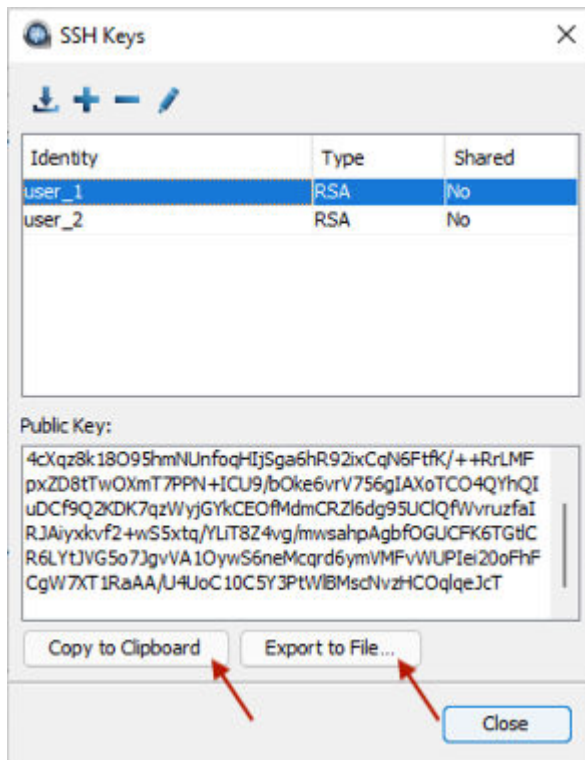 SSH Keys
Identity Type Shared
user_1 RSA No
user_2 RSA No
Public Key:
4cXqz8k18O95hmNUnfoqHIjSga6hR92ixCqN6FtfK/++RrLMF
pxZD8tTwOXmT7PPN+ICU9/bOke6vrV756gIAXoTCO4QYhQI
uDCf9Q2KDK7qzWyjGYkCEOfMdmCRZl6dg95UClQfWvruzfaI
RJAiyxkvf2+wS5xtq/YLiT8Z4vg/mwsahpAgbfOGUCFK6TGtlC
R6LYtJVG5o7JgvVA1OywS6neMcqrd6ymVMFvWUPIei20oFhF
CgW7XT1RaAA/U4UoC10C5Y3PtWlBMscNvzHCOqlqeJcT
Copy to Clipboard Export to File...
Close